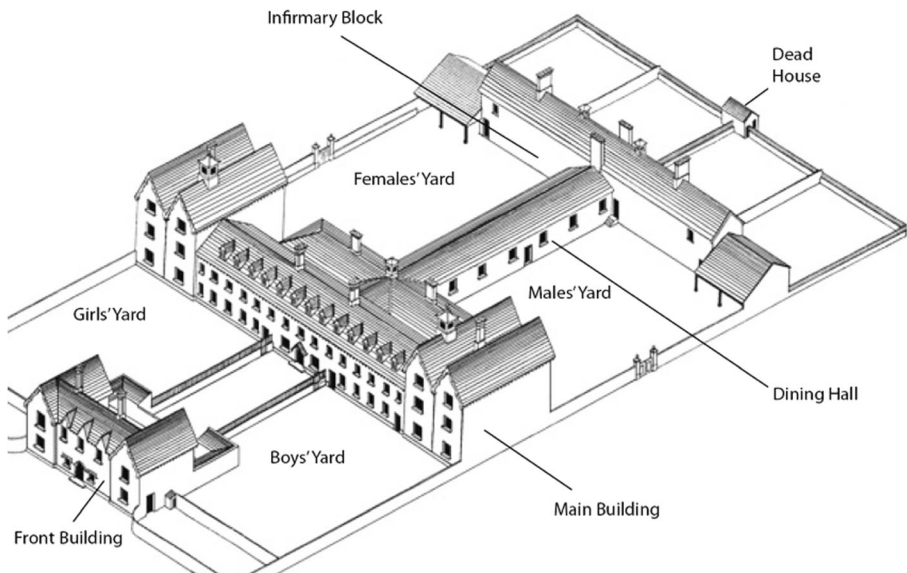 Infirmary Block
Dead
House
Females’ Yard
Girls’ Yard
Males’ Yard
Dining Hall
Boys’ Yard
Main Building
Front Building